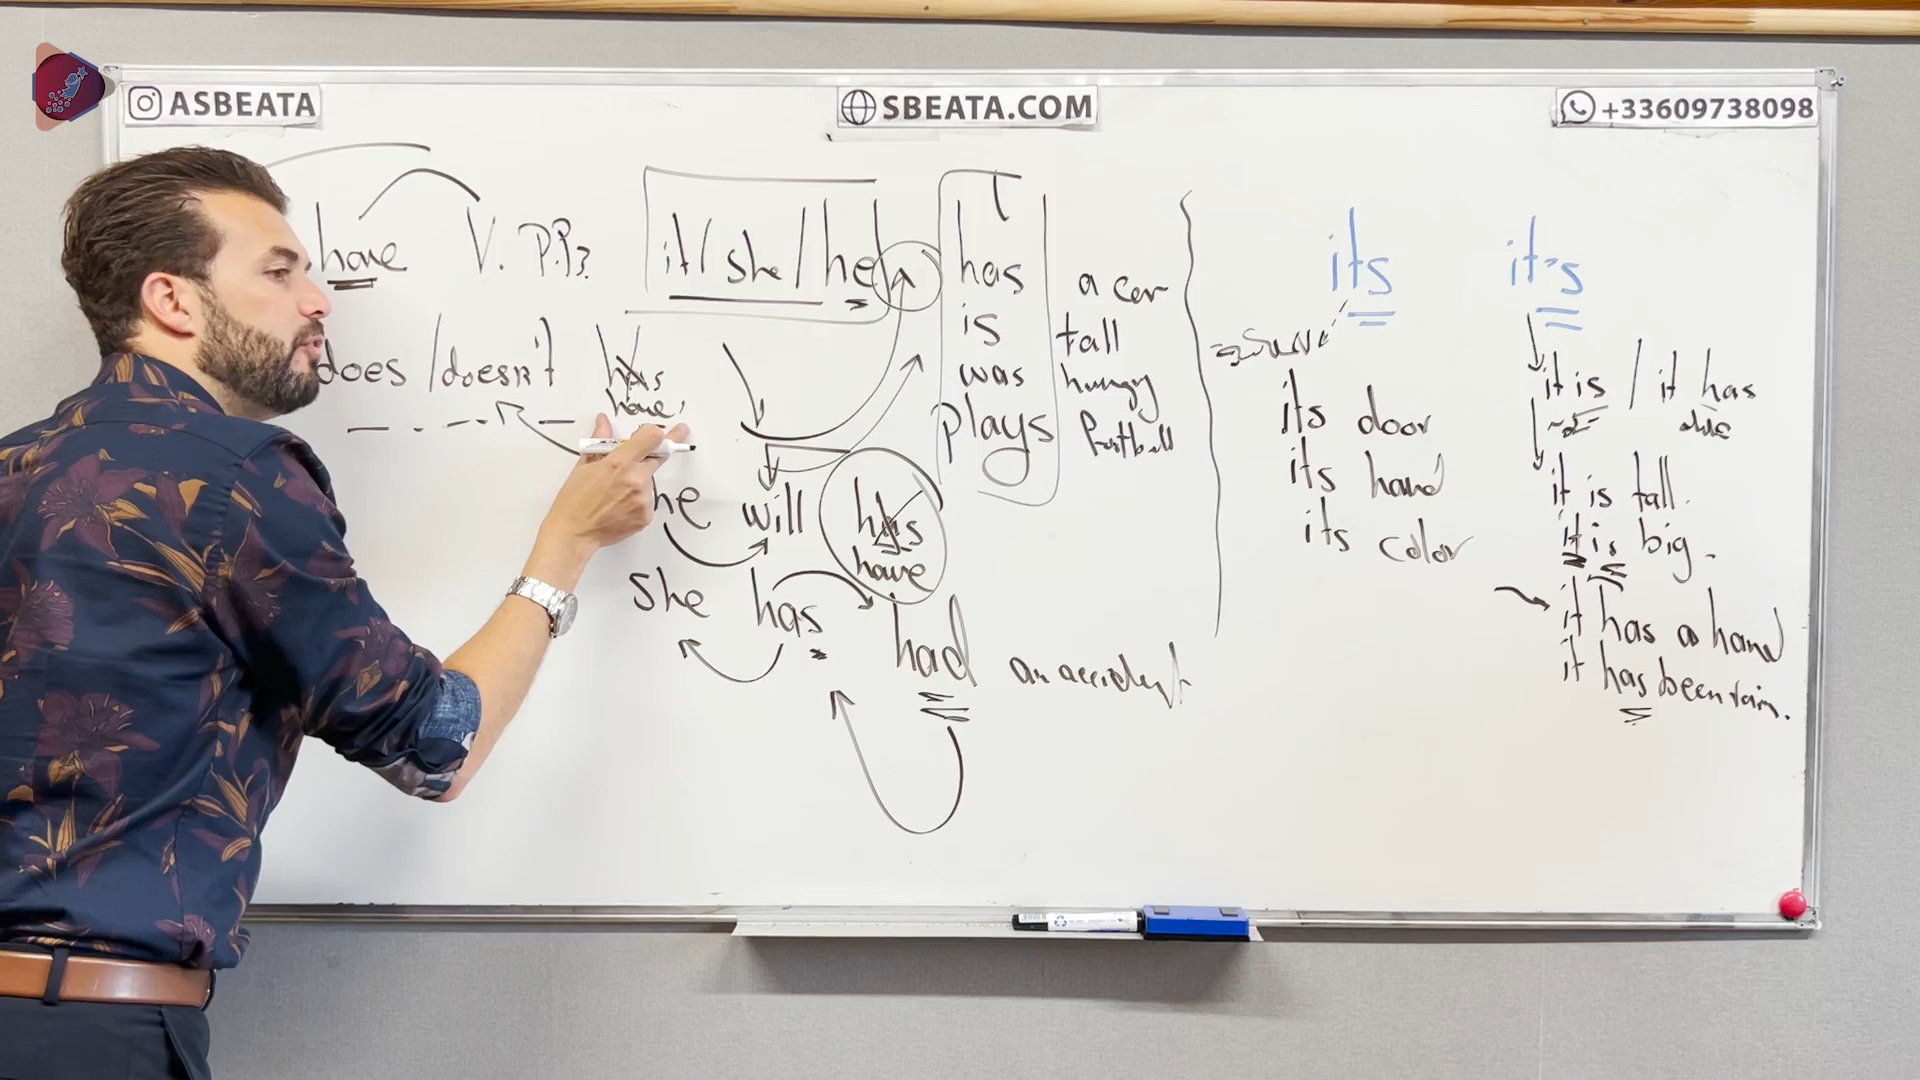 ASBEATA
SBEATA.COM
+33609738098
have V. P.P?
it/ she / he
has a car
is tall
was hungry
plays football
does / doesn't has
have
he will has
have
she has had an accident
its
its door
its hand
its color
it's
it is / it has
it is tall.
it is big.
it has a hand
it has been rain.